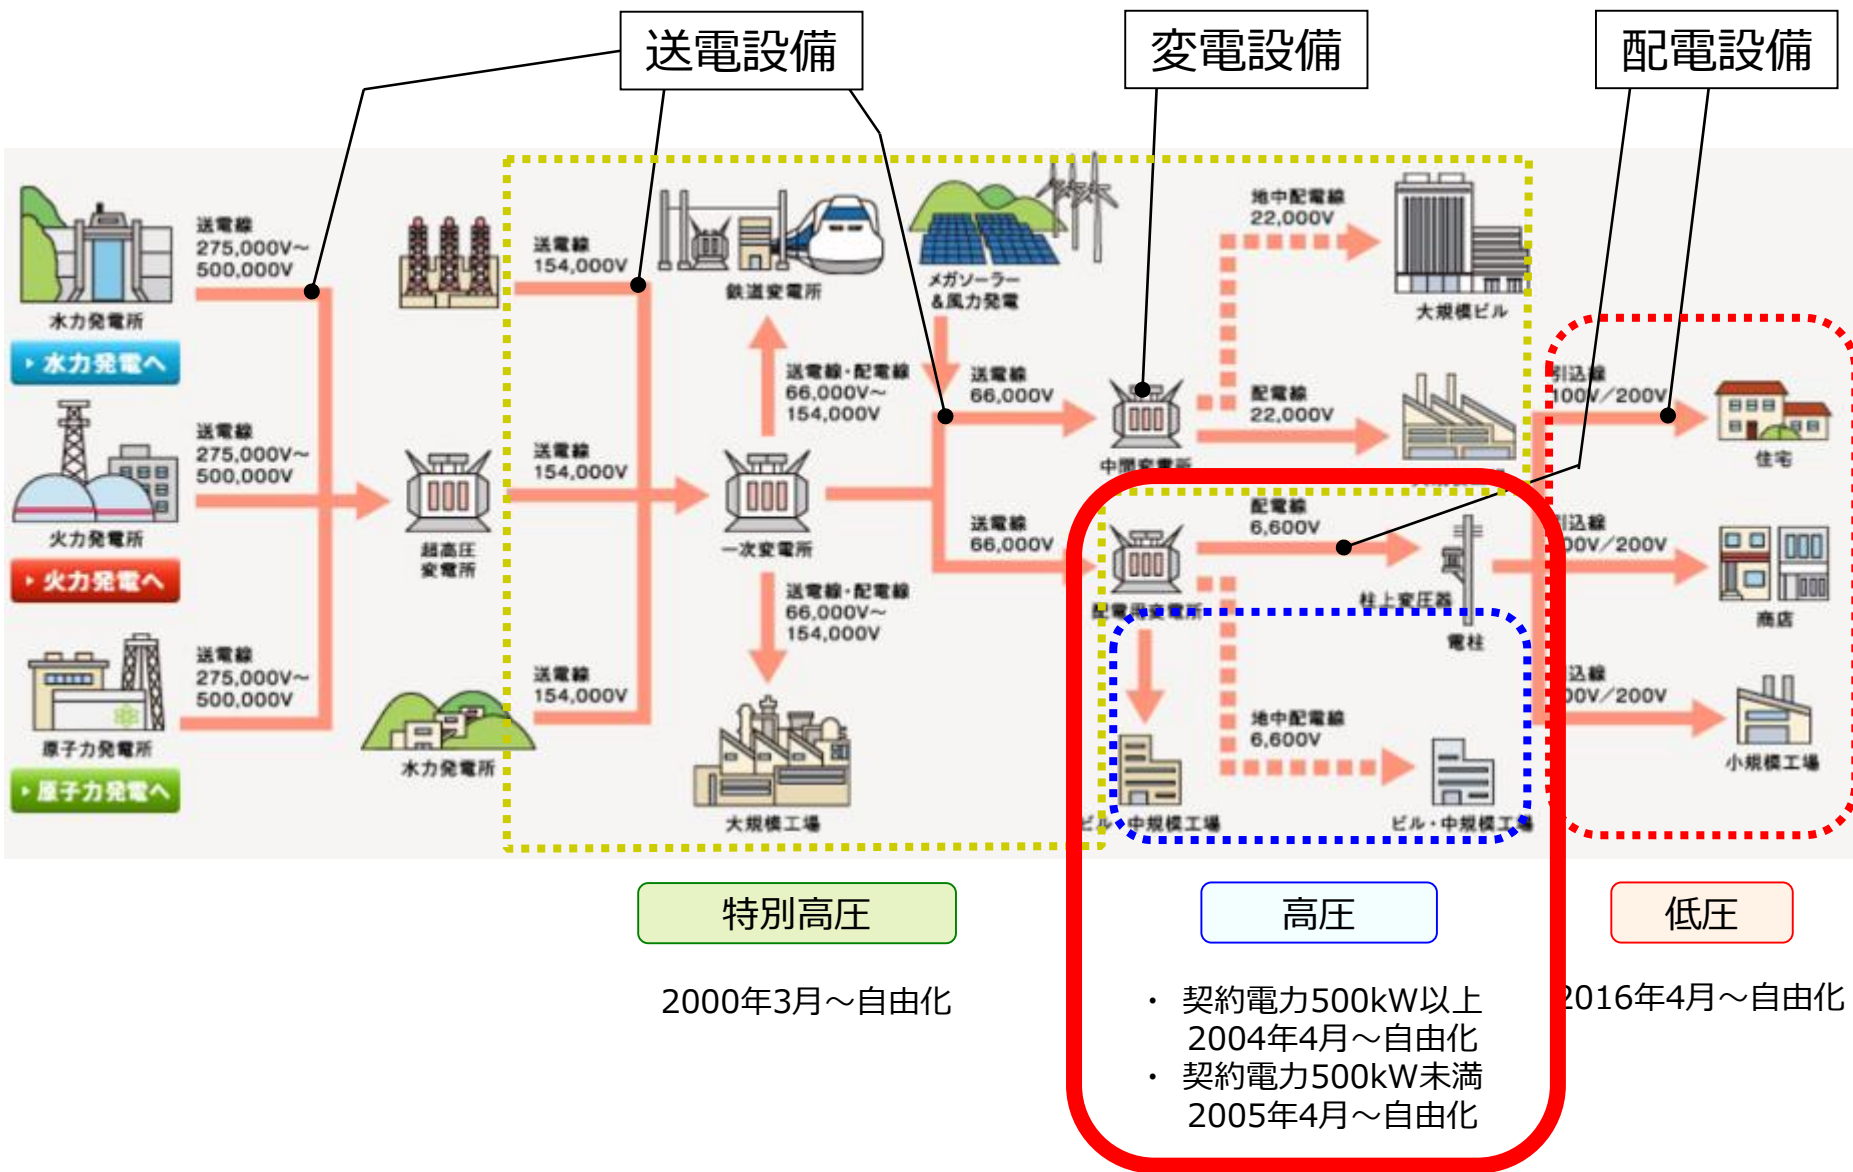 送電設備
変電設備
配電設備
送電線
275,000V～
500,000V
水力発電所
水力発電へ
送電線
275,000V～
500,000V
火力発電所
火力発電へ
送電線
275,000V～
500,000V
原子力発電所
原子力発電へ
超高圧
変電所
水力発電所
送電線
154,000V
送電線
154,000V
送電線
154,000V
鉄道変電所
送電線・配電線
66,000V～
154,000V
一次変電所
送電線・配電線
66,000V～
154,000V
大規模工場
メガソーラー
&風力発電
送電線
66,000V
送電線
66,000V
中間変電所
地中配電線
22,000V
大規模ビル
配電線
22,000V
配電線
6,600V
配電用変電所
柱上変圧器
電柱
地中配電線
6,600V
ビル・中規模工場
ビル・中規模工場
引込線
100V／200V
住宅
引込線
00V／200V
商店
込線
00V／200V
小規模工場
特別高圧
高圧
低圧
2000年3月～自由化
・ 契約電力500kW以上
2004年4月～自由化
・ 契約電力500kW未満
2005年4月～自由化
2016年4月～自由化